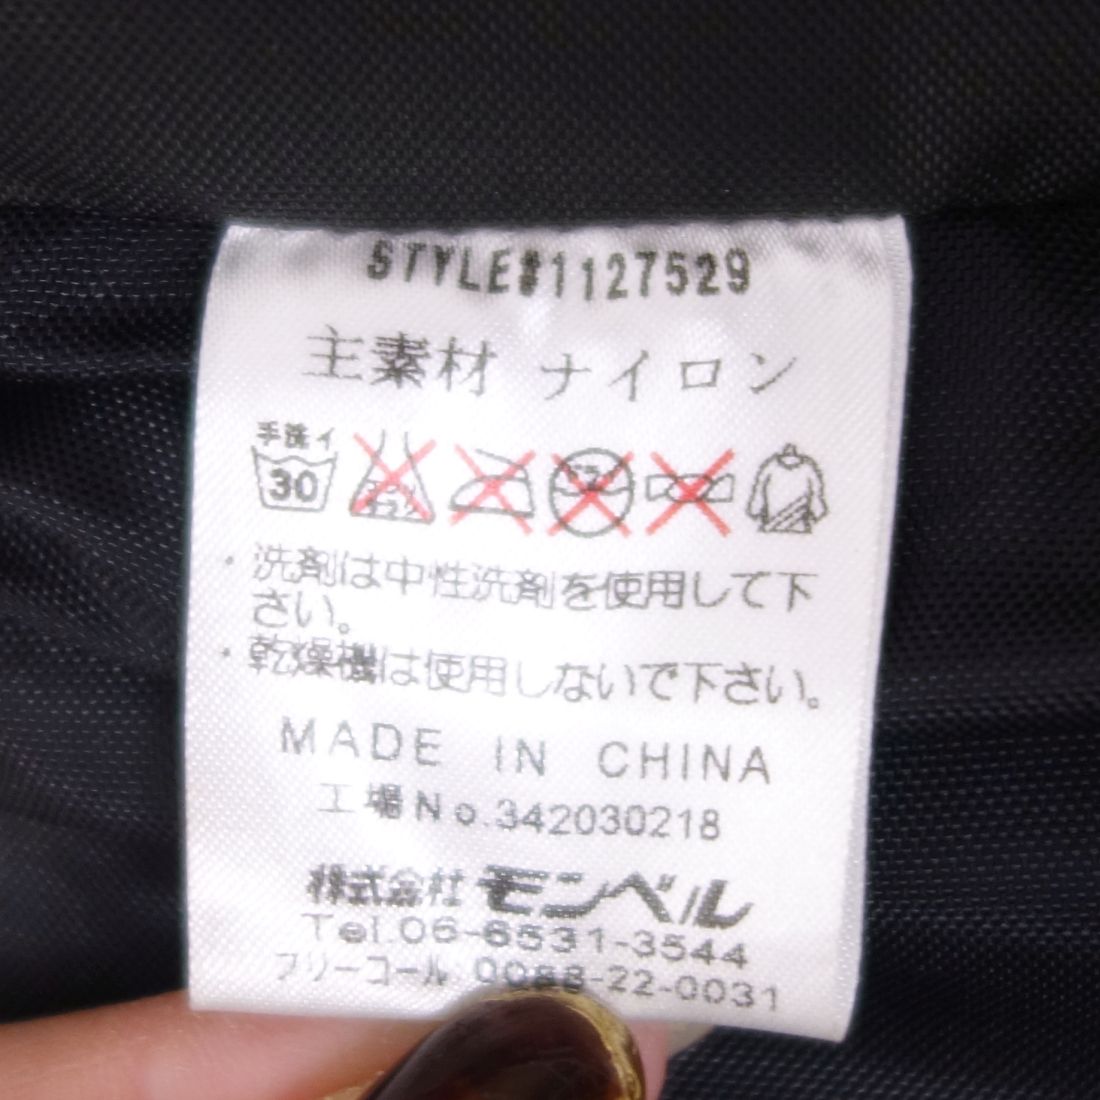 STYLE#1127529
主素材 ナイロン
手洗イ
30
・洗剤は中性洗剤を使用して下
さい。
・乾燥機は使用しないで下さい。
MADE IN CHINA
工場No.342030218
株式会社 モンベル
Tel.06-6531-3544
フリーコール 0088-22-0031